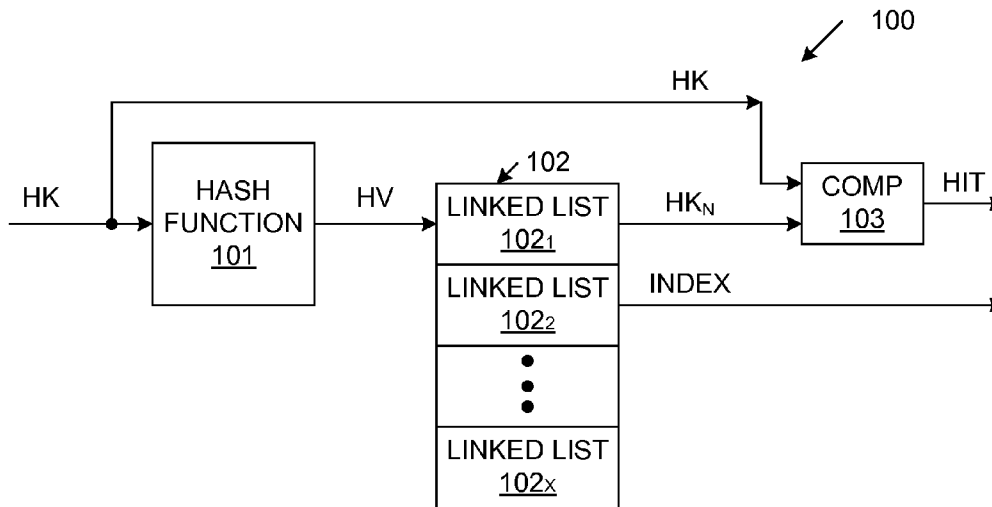 100
HK
HASH
FUNCTION
101
HK
HV
102
LINKED LIST
102₁
LINKED LIST
102₂
LINKED LIST
102ₓ
HKₙ
INDEX
COMP
103
HIT